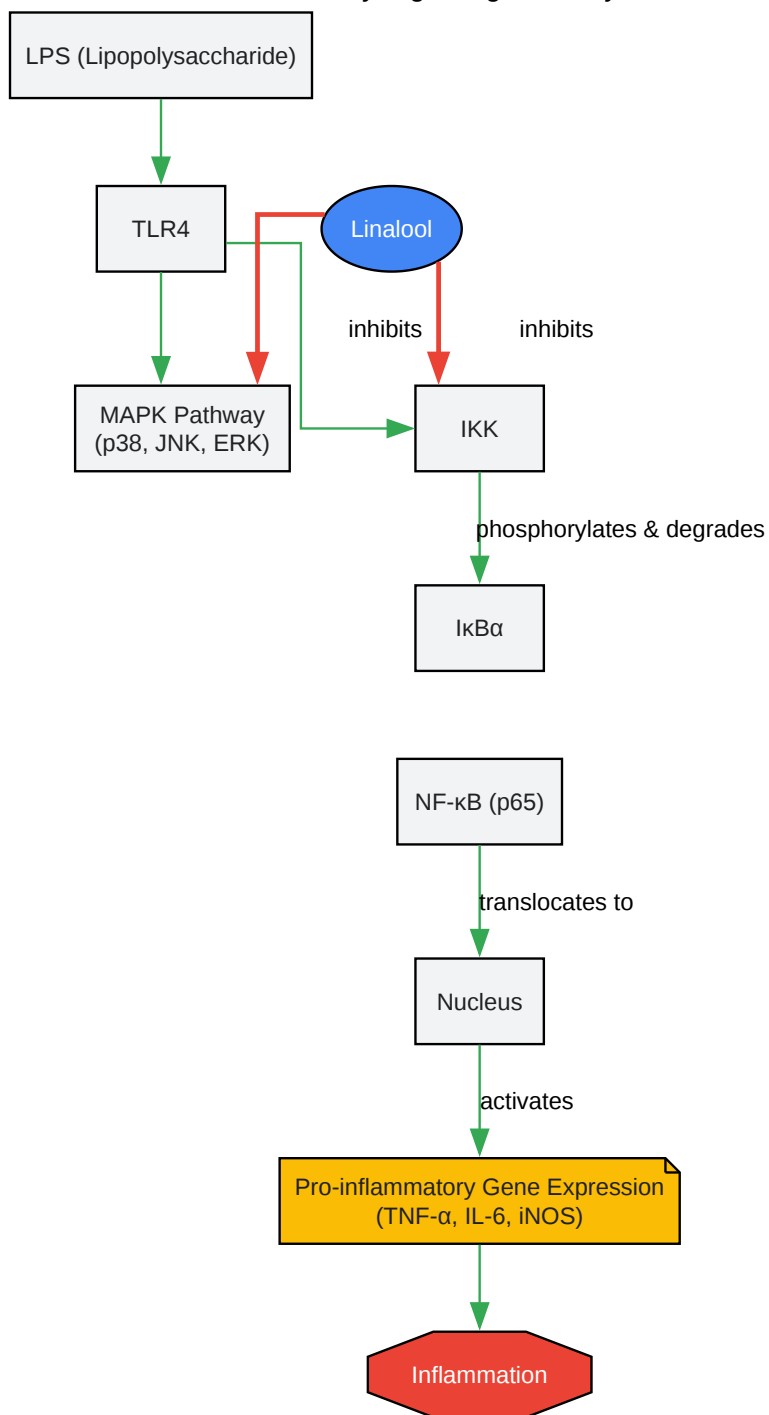 LPS (Lipopolysaccharide)
TLR4
Linalool
inhibits
inhibits
MAPK Pathway
(p38, JNK, ERK)
IKK
phosphorylates & degrades
IκBα
NF-κB (p65)
translocates to
Nucleus
activates
Pro-inflammatory Gene Expression
(TNF-α, IL-6, iNOS)
Inflammation